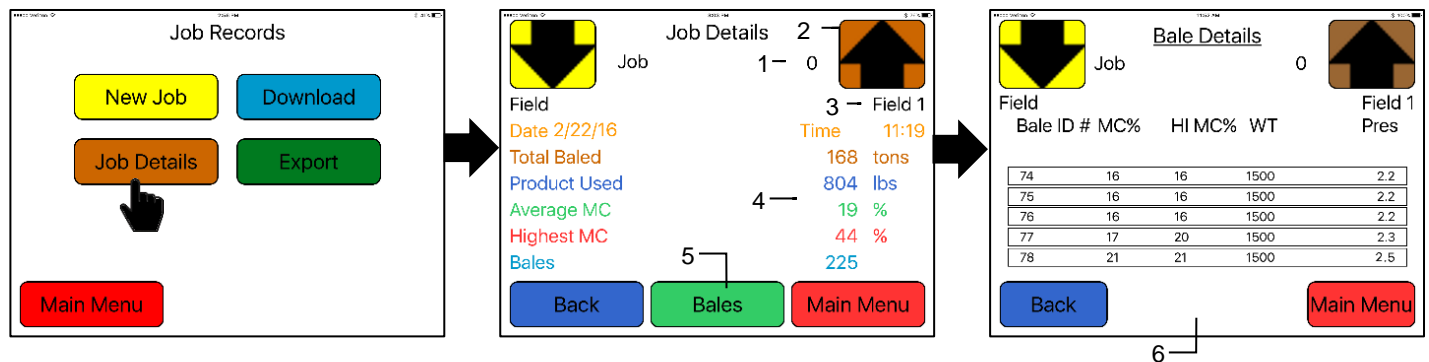 Job Records
New Job
Download
Job Details
Export
Main Menu
Job Details 2
Job 1 0
Field 3 Field 1
Date 2/22/16 Time 11:19
Total Baled 168 tons
Product Used 804 lbs
4
Average MC 19 %
Highest MC 44 %
5
Bales 225
Back Bales Main Menu
Bale Details
Job 0
Field Field 1
Bale ID # MC% HI MC% WT Pres
74 16 16 1500 2.2
75 16 16 1500 2.2
76 16 16 1500 2.2
77 17 20 1500 2.3
78 21 21 1500 2.5
Back Main Menu
6